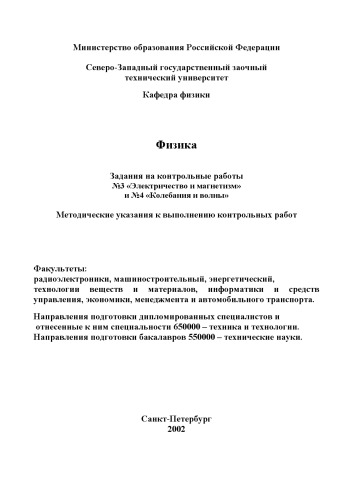 Министерство образования Российской Федерации
Северо-Западный государственный заочный
технический университет
Кафедра физики
Физика
Задания на контрольные работы
№3 «Электричество и магнетизм»
и №4 «Колебания и волны»
Методические указания к выполнению контрольных работ
Факультеты:
радиоэлектроники, машиностроительный, энергетический,
технологии веществ и материалов, информатики и средств
управления, экономики, менеджмента и автомобильного транспорта.
Направления подготовки дипломированных специалистов и
отнесенные к ним специальности 650000 – техника и технологии.
Направления подготовки бакалавров 550000 – технические науки.
Санкт-Петербург
2002